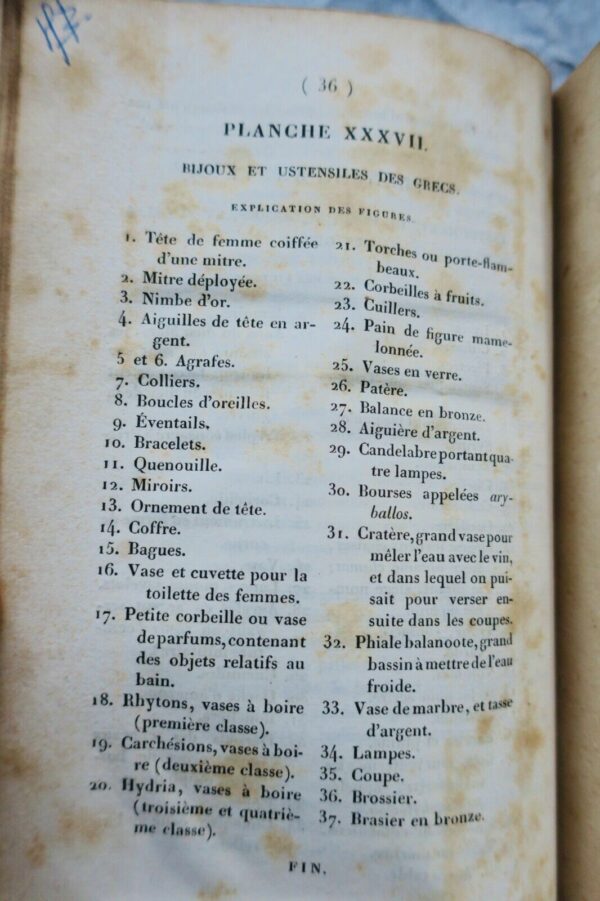 ( 36 )
PLANCHE XXXVII.
BIJOUX ET USTENSILES DES GRECS.
EXPLICATION DES FIGURES.
1. Tête de femme coiffée
d'une mitre.
2. Mitre déployée.
3. Nimbe d'or.
4. Aiguilles de tête en ar-
gent.
5 et 6. Agrafes.
7. Colliers.
8. Boucles d'oreilles.
9. Éventails.
10. Bracelets.
11. Quenouille.
12. Miroirs.
13. Ornement de tête.
14. Coffre.
15. Bagues.
16. Vase et cuvette pour la
toilette des femmes.
17. Petite corbeille ou vase
de parfums, contenant
des objets relatifs au
bain.
18. Rhytons, vases à boire
(première classe).
19. Carchésions, vases à boi-
re (deuxième classe).
20. Hydria, vases à boire
(troisième et quatriè-
me classe).
21. Torches ou porte-flam-
beaux.
22. Corbeilles à fruits.
23. Cuillers.
24. Pain de figure mame-
lonnée.
25. Vases en verre.
26. Patère.
27. Balance en bronze.
28. Aiguière d'argent.
29. Candelabre portant qua-
tre lampes.
30. Bourses appelées ary-
ballos.
31. Cratère, grand vase pour
mêler l'eau avec le vin,
et dans lequel on pui-
sait pour verser en-
suite dans les coupes.
32. Phiale balanoote, grand
bassin à mettre de l'eau
froide.
33. Vase de marbre, et tasse
d'argent.
34. Lampes.
35. Coupe.
36. Brossier.
37. Brasier en bronze.
FIN.